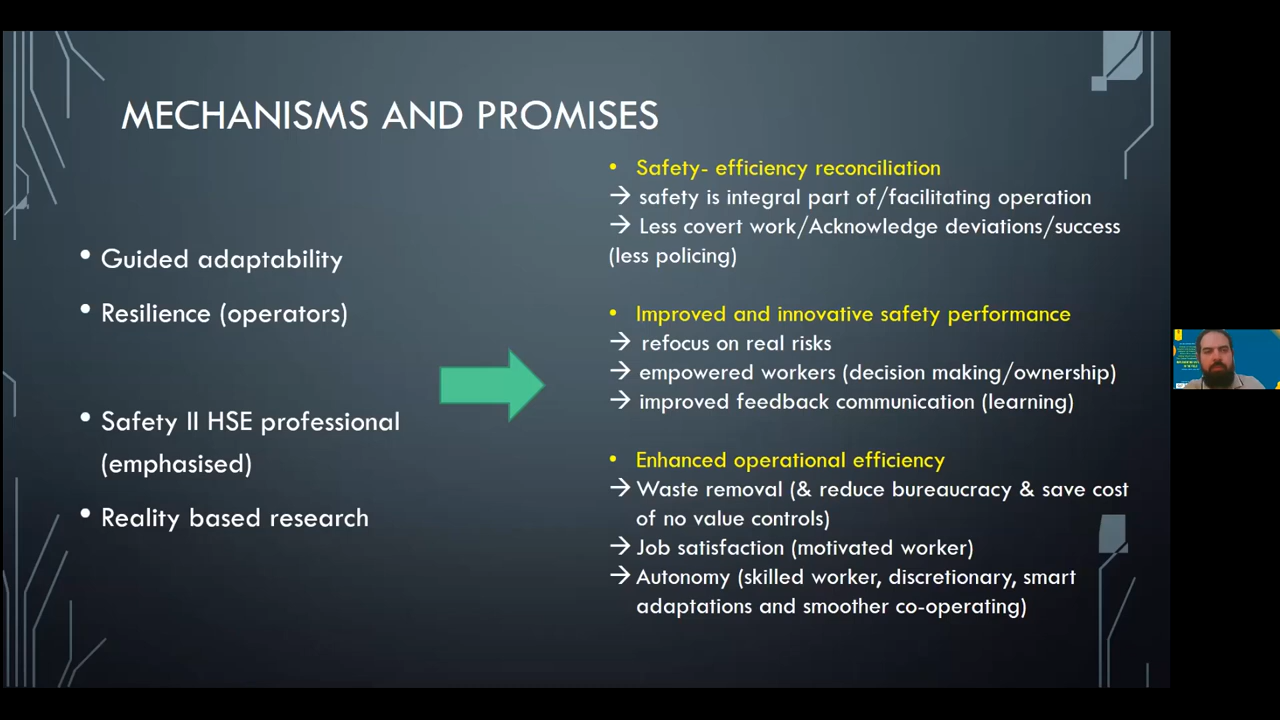 MECHANISMS AND PROMISES
• Guided adaptability
• Resilience (operators)
• Safety II HSE professional
(emphasised)
• Reality based research
• Safety- efficiency reconciliation
→ safety is integral part of/facilitating operation
→ Less covert work/Acknowledge deviations/success
(less policing)
• Improved and innovative safety performance
→ refocus on real risks
→ empowered workers (decision making/ownership)
→ improved feedback communication (learning)
• Enhanced operational efficiency
→ Waste removal (& reduce bureaucracy & save cost
of no value controls)
→ Job satisfaction (motivated worker)
→ Autonomy (skilled worker, discretionary, smart
adaptations and smoother co-operating)